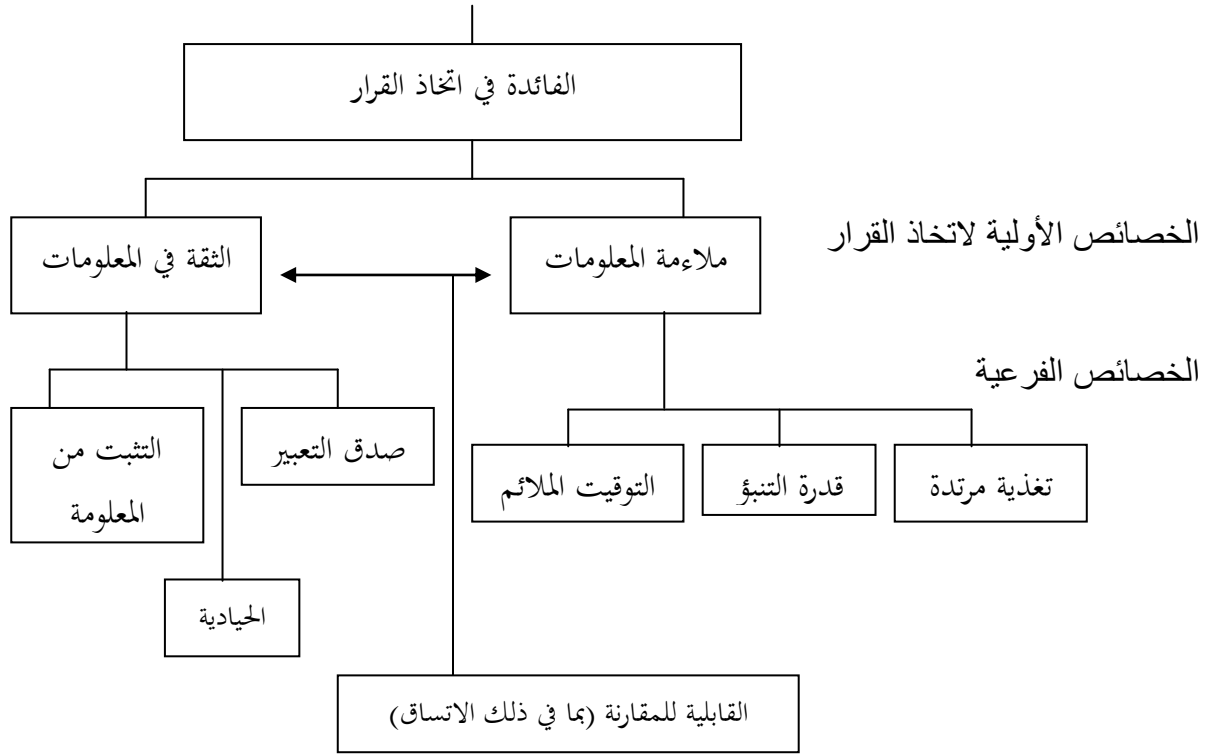 الفائدة في اتخاذ القرار
الخصائص الأولية لاتخاذ القرار
ملاءمة المعلومات
الثقة في المعلومات
الخصائص الفرعية
تغذية مرتدة
قدرة التنبؤ
التوقيت الملائم
صدق التعبير
التثبت من
المعلومة
الحيادية
القابلية للمقارنة (بما في ذلك الاتساق)